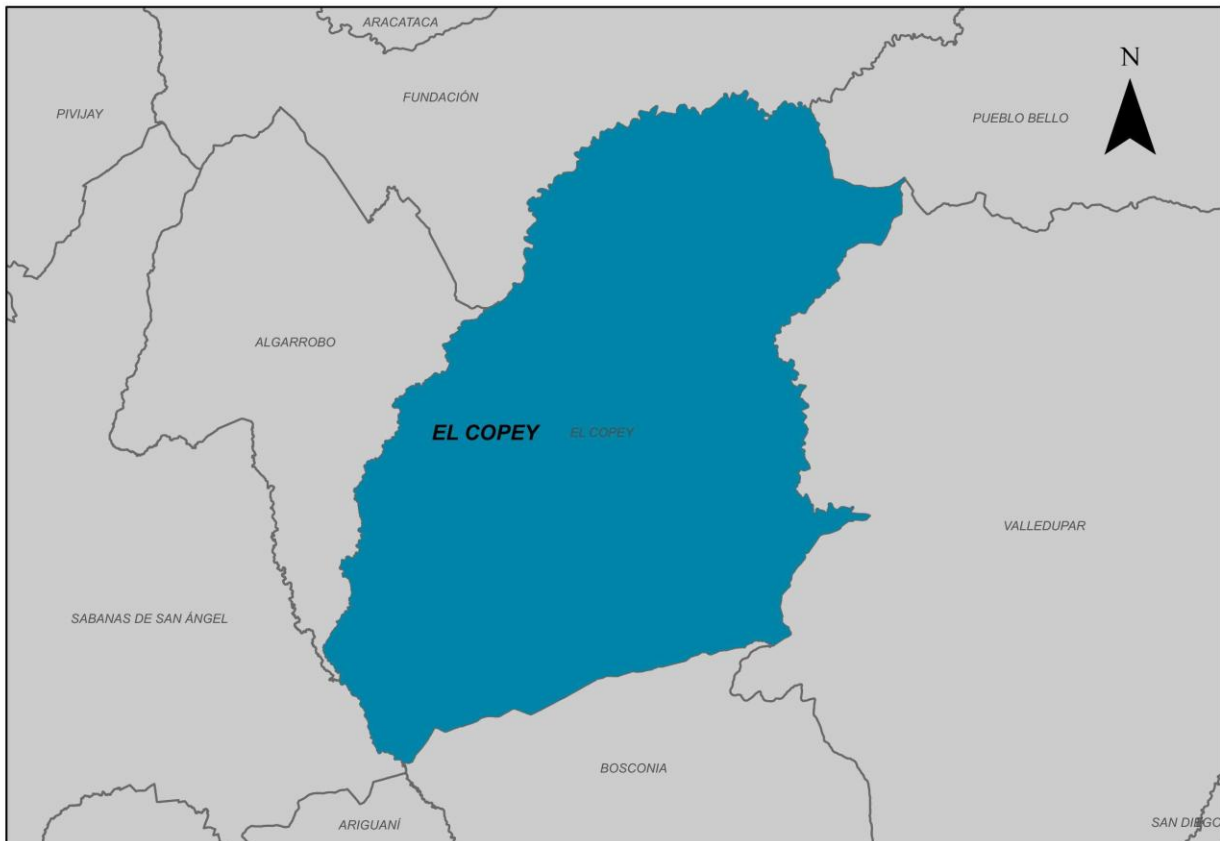 ARACATACA
N
FUNDACIÓN
PIVIJAY
PUEBLO BELLO
ALGARROBO
EL COPEY
EL COPEY
VALLEDUPAR
SABANAS DE SAN ÁNGEL
BOSCONIA
ARIGUANÍ
SAN DIEGO